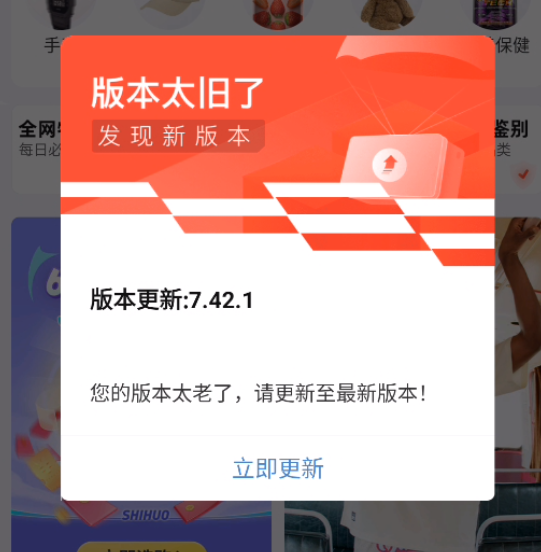 手
保健
版本太旧了
发现新版本
全网
鉴别
每日必
类
版本更新:7.42.1
您的版本太老了，请更新至最新版本！
立即更新
SHIHUO